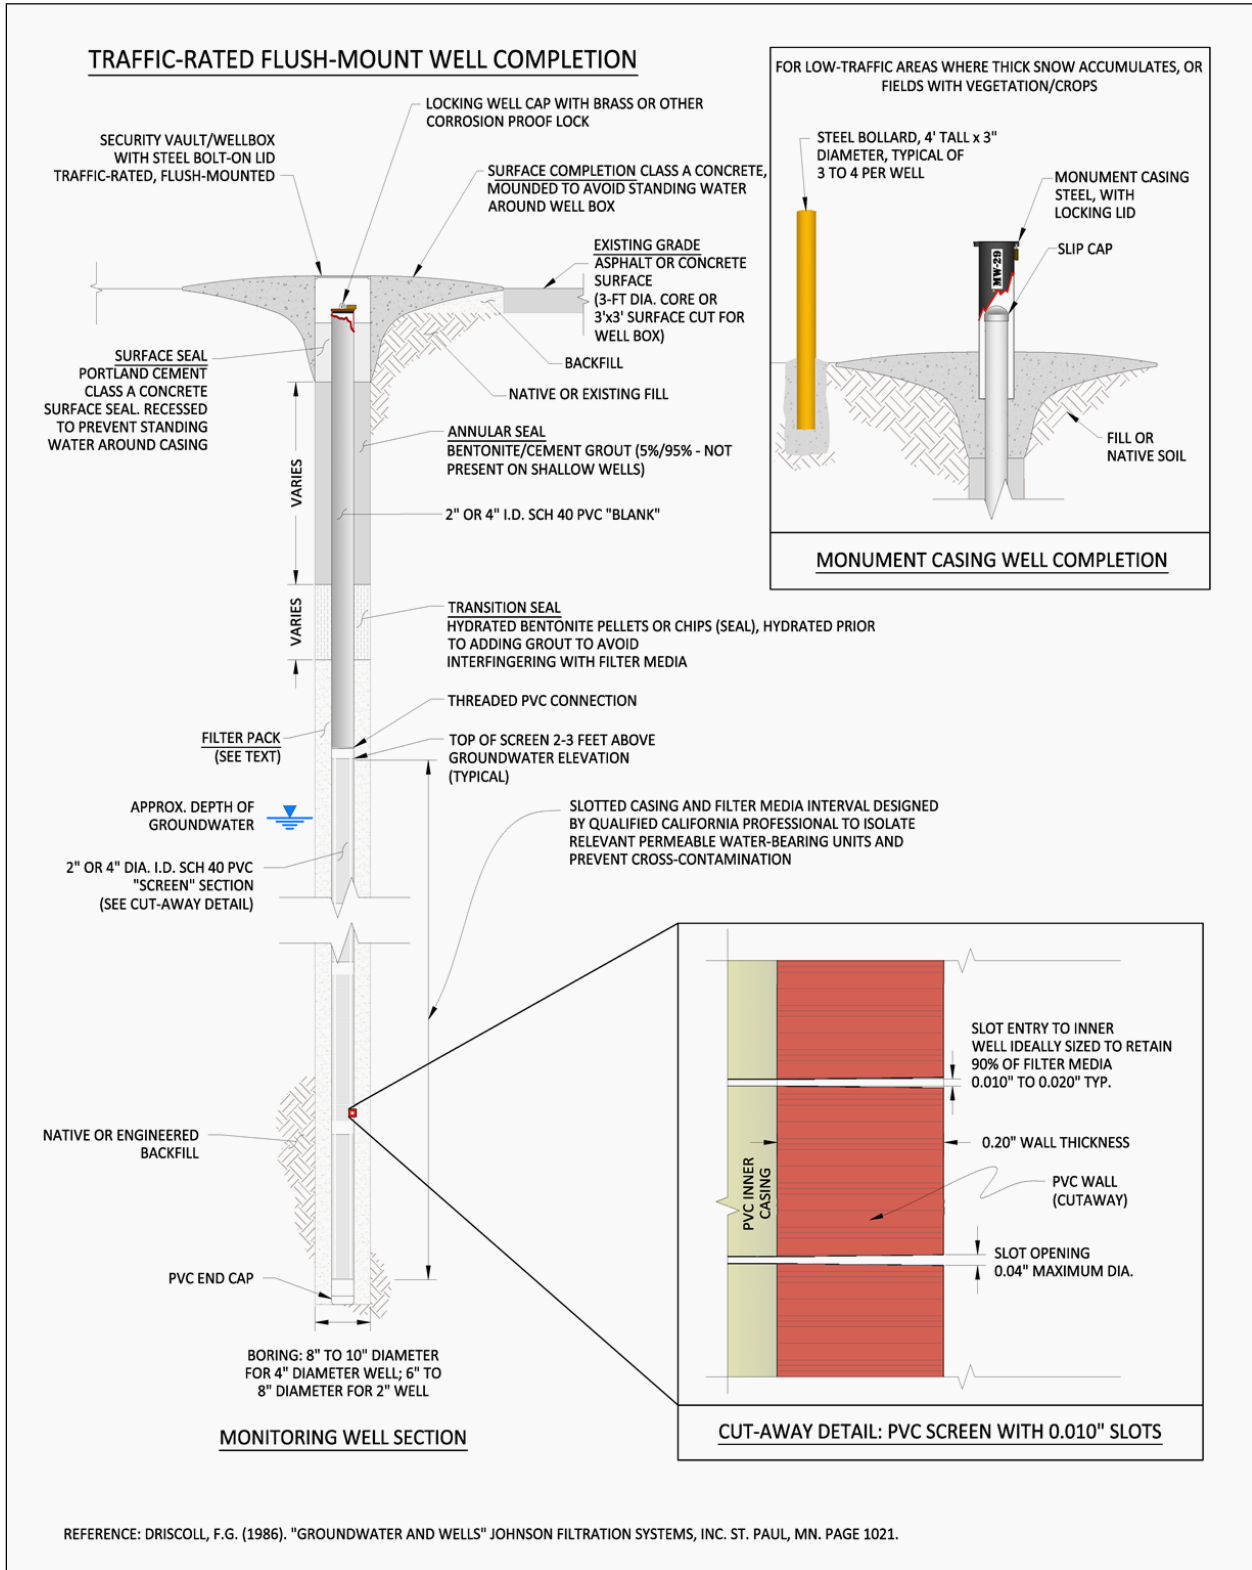 TRAFFIC-RATED FLUSH-MOUNT WELL COMPLETION
LOCKING WELL CAP WITH BRASS OR OTHER
CORROSION PROOF LOCK
SECURITY VAULT/WELLBOX
WITH STEEL BOLT-ON LID
TRAFFIC-RATED, FLUSH-MOUNTED
SURFACE COMPLETION CLASS A CONCRETE,
MOUNDED TO AVOID STANDING WATER
AROUND WELL BOX
EXISTING GRADE
ASPHALT OR CONCRETE
SURFACE
(3-FT DIA. CORE OR
3'x3' SURFACE CUT FOR
WELL BOX)
BACKFILL
NATIVE OR EXISTING FILL
SURFACE SEAL
PORTLAND CEMENT
CLASS A CONCRETE
SURFACE SEAL. RECESSED
TO PREVENT STANDING
WATER AROUND CASING
ANNULAR SEAL
BENTONITE/CEMENT GROUT (5%/95% - NOT
PRESENT ON SHALLOW WELLS)
VARIES
2" OR 4" I.D. SCH 40 PVC "BLANK"
VARIES
TRANSITION SEAL
HYDRATED BENTONITE PELLETS OR CHIPS (SEAL), HYDRATED PRIOR
TO ADDING GROUT TO AVOID
INTERFINGERING WITH FILTER MEDIA
THREADED PVC CONNECTION
FILTER PACK
(SEE TEXT)
TOP OF SCREEN 2-3 FEET ABOVE
GROUNDWATER ELEVATION
(TYPICAL)
APPROX. DEPTH OF
GROUNDWATER
SLOTTED CASING AND FILTER MEDIA INTERVAL DESIGNED
BY QUALIFIED CALIFORNIA PROFESSIONAL TO ISOLATE
RELEVANT PERMEABLE WATER-BEARING UNITS AND
PREVENT CROSS-CONTAMINATION
2" OR 4" DIA. I.D. SCH 40 PVC
"SCREEN" SECTION
(SEE CUT-AWAY DETAIL)
NATIVE OR ENGINEERED
BACKFILL
PVC END CAP
BORING: 8" TO 10" DIAMETER
FOR 4" DIAMETER WELL; 6" TO
8" DIAMETER FOR 2" WELL
MONITORING WELL SECTION
FOR LOW-TRAFFIC AREAS WHERE THICK SNOW ACCUMULATES, OR
FIELDS WITH VEGETATION/CROPS
STEEL BOLLARD, 4' TALL x 3"
DIAMETER, TYPICAL OF
3 TO 4 PER WELL
MONUMENT CASING
STEEL, WITH
LOCKING LID
SLIP CAP
MW-29
FILL OR
NATIVE SOIL
MONUMENT CASING WELL COMPLETION
SLOT ENTRY TO INNER
WELL IDEALLY SIZED TO RETAIN
90% OF FILTER MEDIA
0.010" TO 0.020" TYP.
0.20" WALL THICKNESS
PVC INNER
CASING
PVC WALL
(CUTAWAY)
SLOT OPENING
0.04" MAXIMUM DIA.
CUT-AWAY DETAIL: PVC SCREEN WITH 0.010" SLOTS
REFERENCE: DRISCOLL, F.G. (1986). "GROUNDWATER AND WELLS" JOHNSON FILTRATION SYSTEMS, INC. ST. PAUL, MN. PAGE 1021.